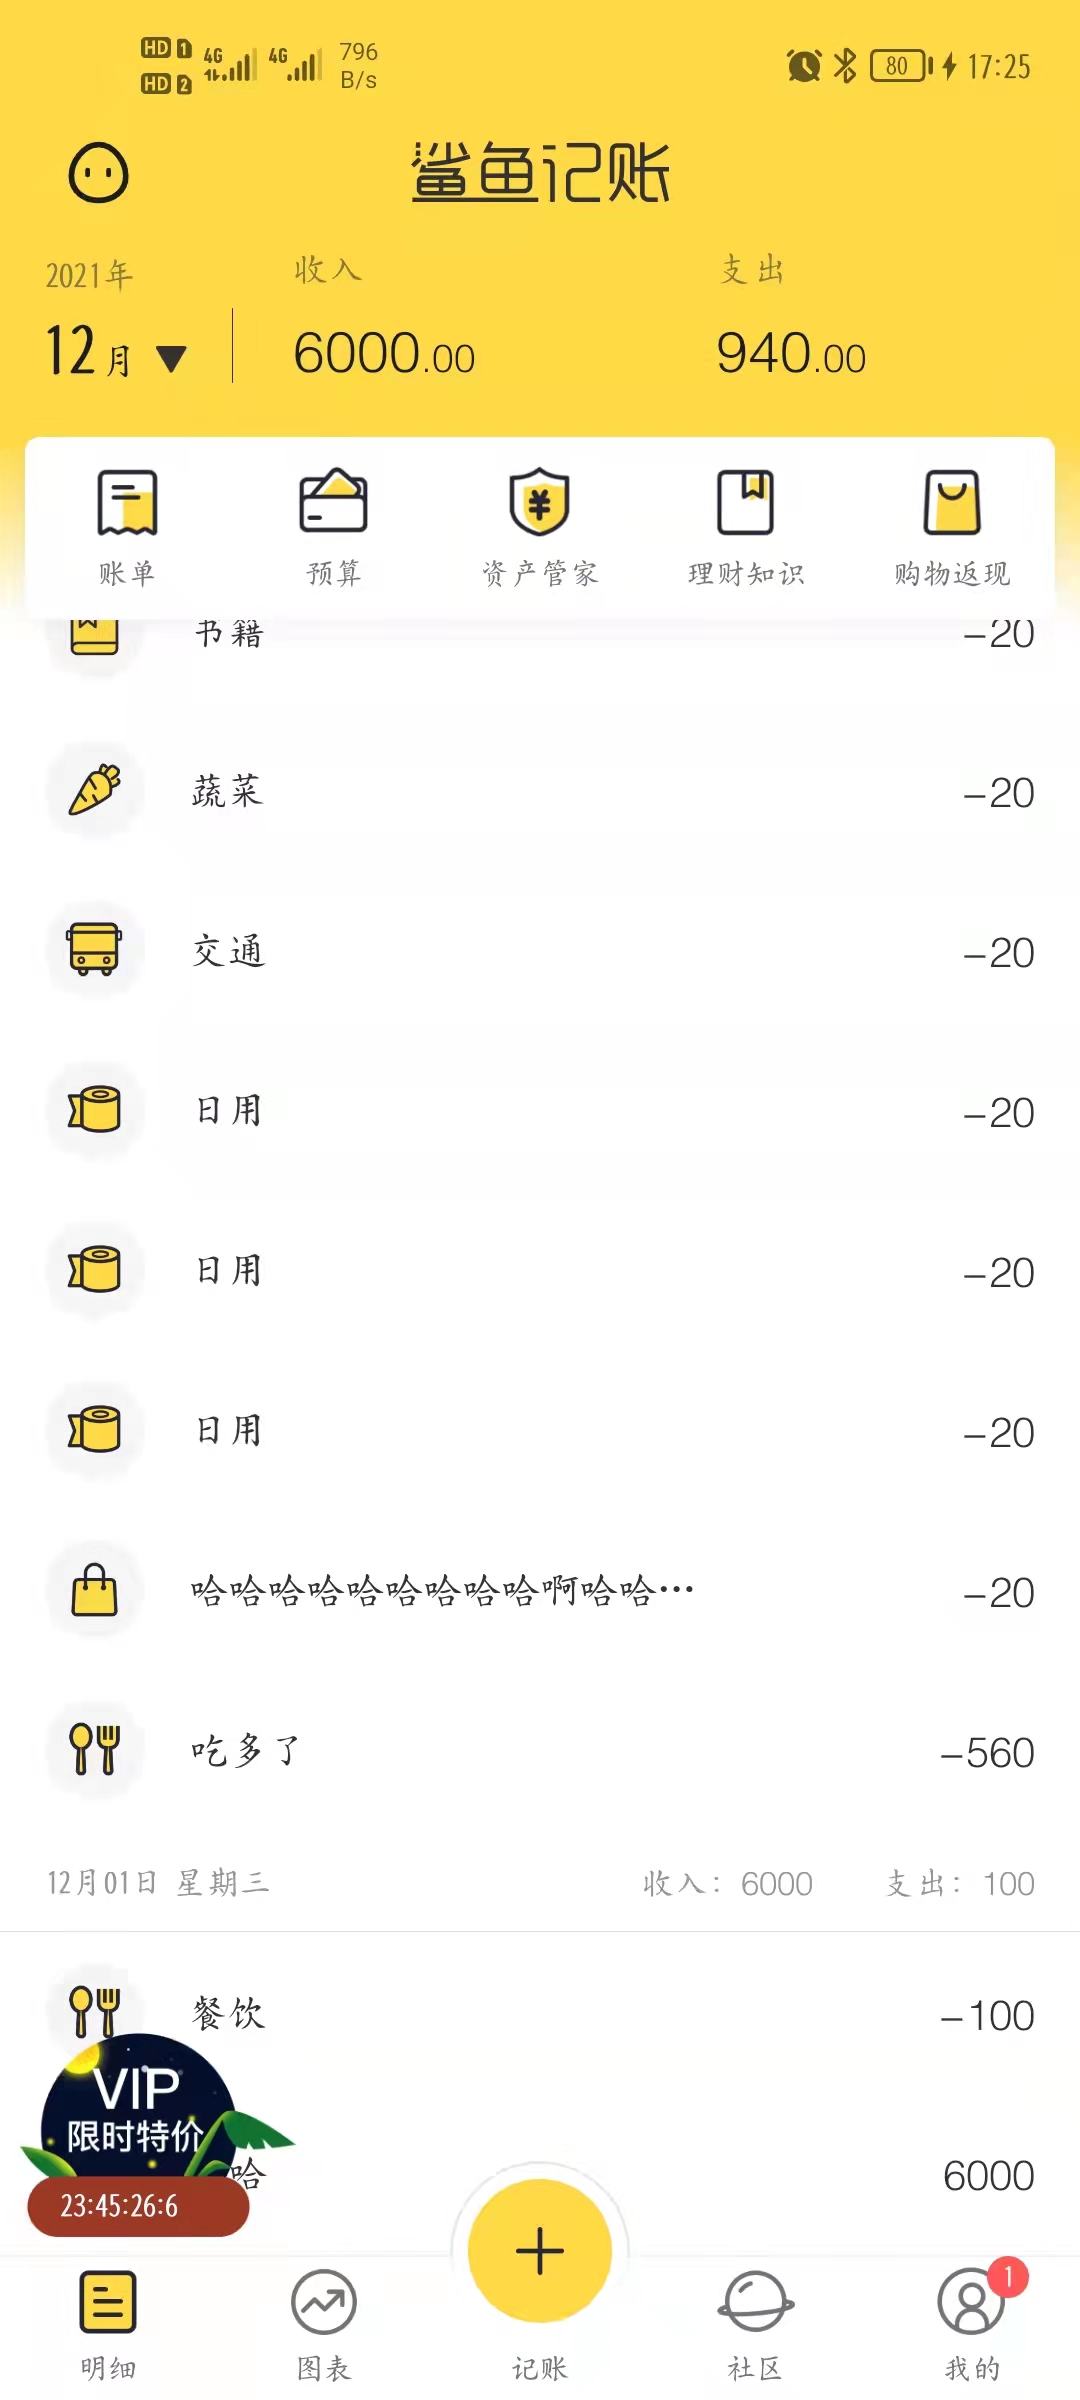 HD 1 4G 4G 796
HD 2 B/s
80 17:25
鲨鱼记账
2021年 收入 支出
12月 6000.00 940.00
账单 预算 资产管家 理财知识 购物返现
书籍 -20
蔬菜 -20
交通 -20
日用 -20
日用 -20
日用 -20
哈哈哈哈哈哈哈哈哈啊哈哈… -20
吃多了 -560
12月01日 星期三 收入: 6000 支出: 100
餐饮 -100
VIP
限时特价
哈 6000
23:45:26:6
明细 图表 记账 社区 我的 1